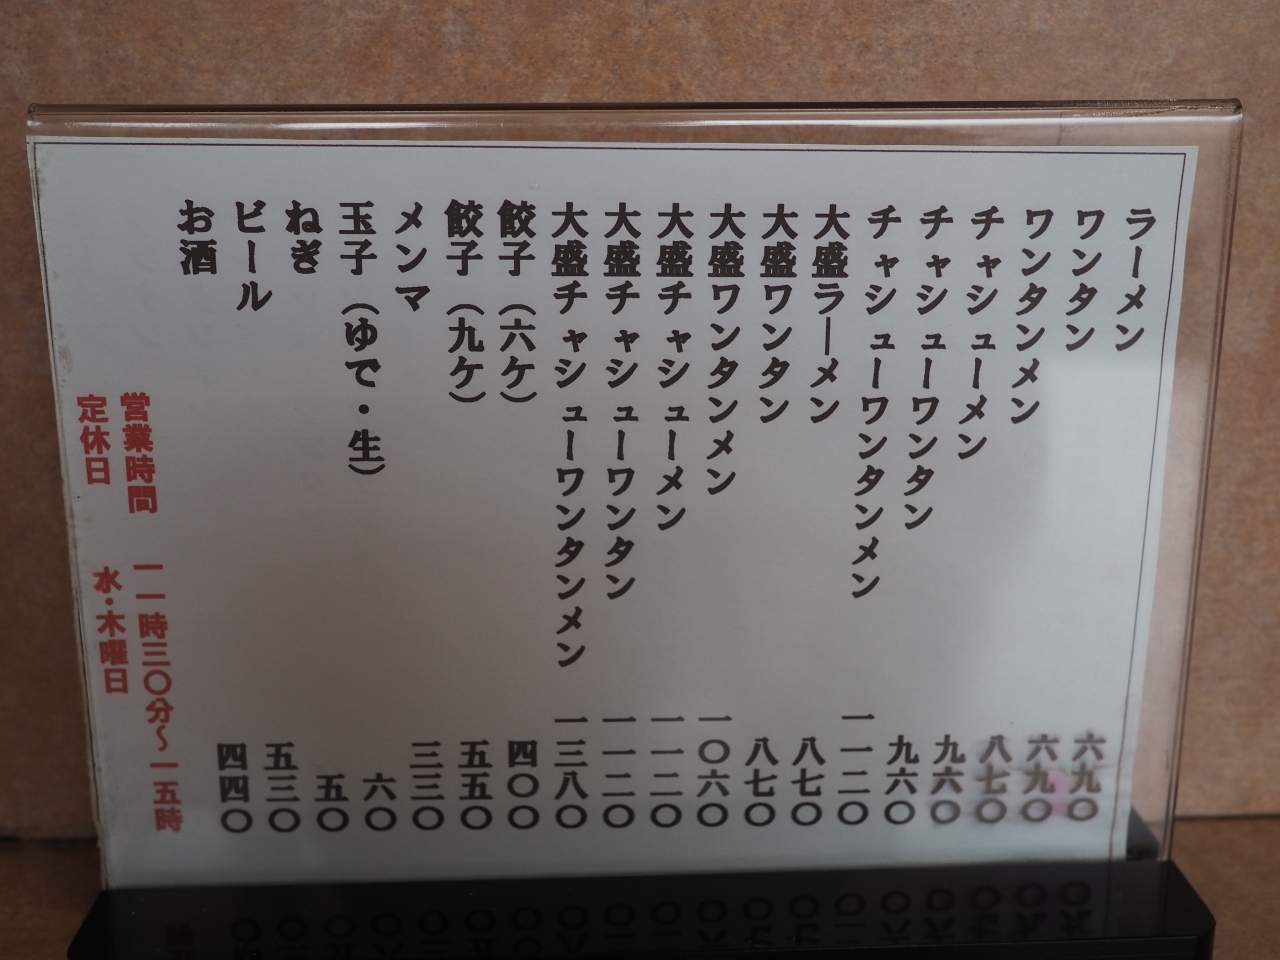 ラーメン 六九〇
ワンタン 六九〇
ワンタンメン 八七〇
チャシューメン 九六〇
チャシューワンタン 九六〇
チャシューワンタンメン 一一二〇
大盛ラーメン 八七〇
大盛ワンタン 八七〇
大盛ワンタンメン 一〇六〇
大盛チャシューメン 一一二〇
大盛チャシューワンタン 一一二〇
大盛チャシューワンタンメン 一三八〇
餃子（六ケ） 四〇〇
餃子（九ケ） 五五〇
メンマ 三三〇
玉子（ゆで・生） 六〇
ねぎ 五〇
ビール 五三〇
お酒 四四〇
営業時間 一一時三〇分～一五時
定休日 水・木曜日